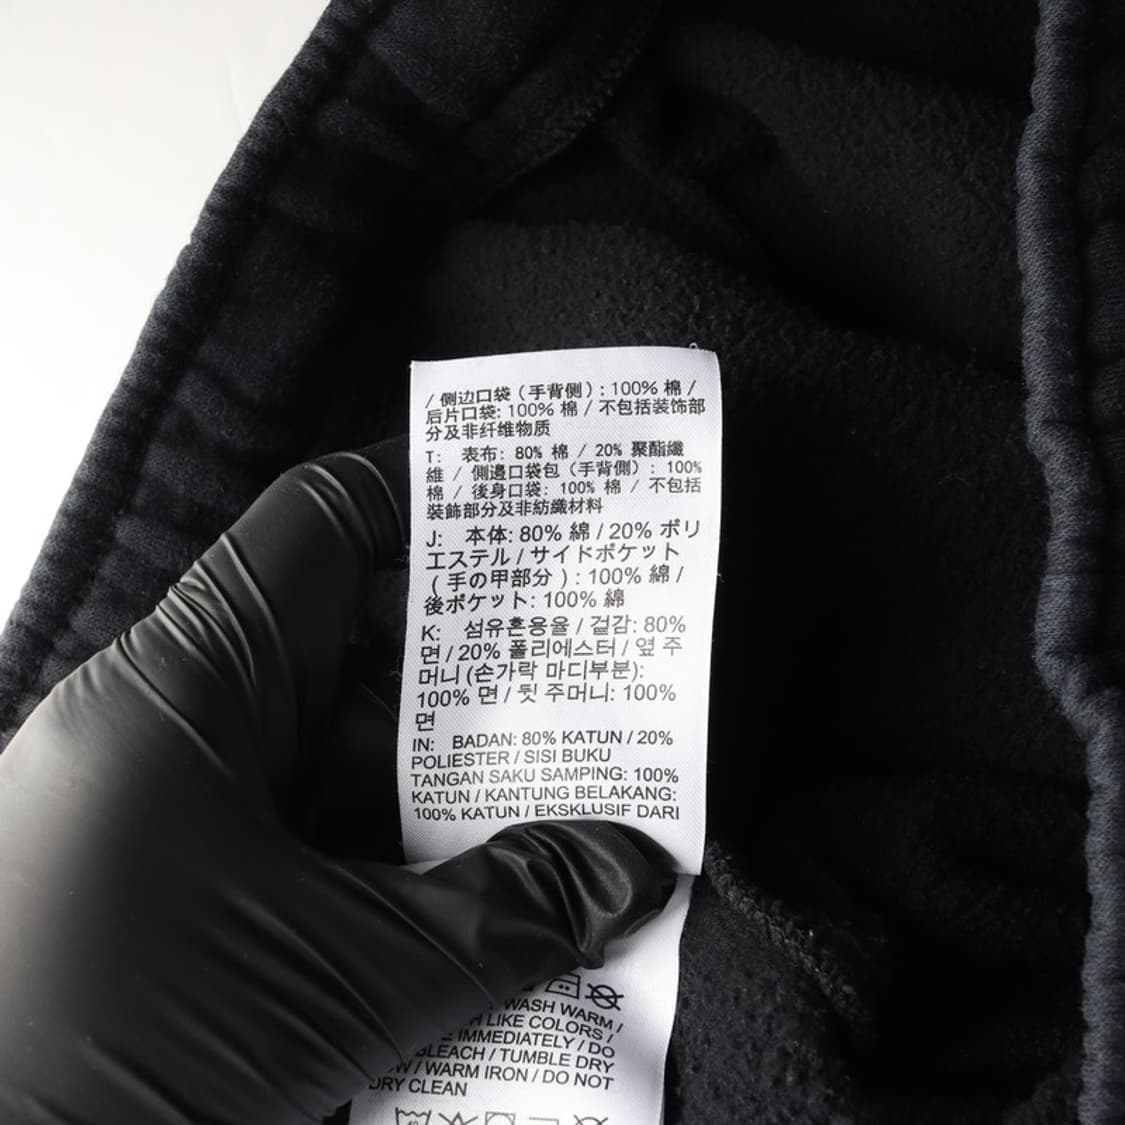 / 侧边口袋（手背侧）: 100% 棉 /
后片口袋: 100% 棉 / 不包括装饰部
分及非纤维物质
T: 表布: 80% 棉 / 20% 聚酯纖
維 / 側邊口袋包（手背側）: 100%
棉 / 後身口袋: 100% 棉 / 不包括
裝飾部分及非紡織材料
J: 本体: 80% 綿 / 20% ポリ
エステル / サイドポケット
( 手の甲部分 ) : 100% 綿 /
後ポケット: 100% 綿
K: 섬유혼용율 / 겉감: 80%
면 / 20% 폴리에스터 / 옆 주
머니 (손가락 마디부분):
100% 면 / 뒷 주머니: 100%
면
IN: BADAN: 80% KATUN / 20%
POLIESTER / SISI BUKU
TANGAN SAKU SAMPING: 100%
KATUN / KANTUNG BELAKANG:
100% KATUN / EKSKLUSIF DARI
WASH WARM /
LIKE COLORS /
IMMEDIATELY / DO
BLEACH / TUMBLE DRY
/ WARM IRON / DO NOT
DRY CLEAN